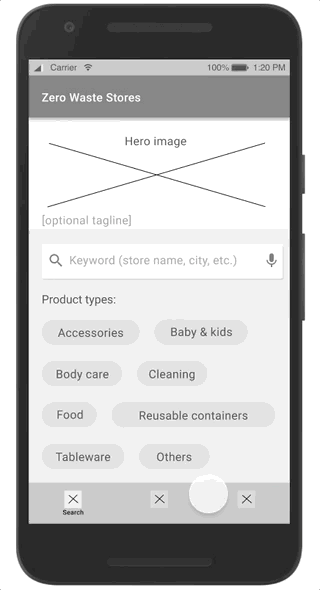 Carrier 100% 1:20 PM
Zero Waste Stores
Hero image
[optional tagline]
Keyword (store name, city, etc.)
Product types:
Accessories Baby & kids
Body care Cleaning
Food Reusable containers
Tableware Others
Search